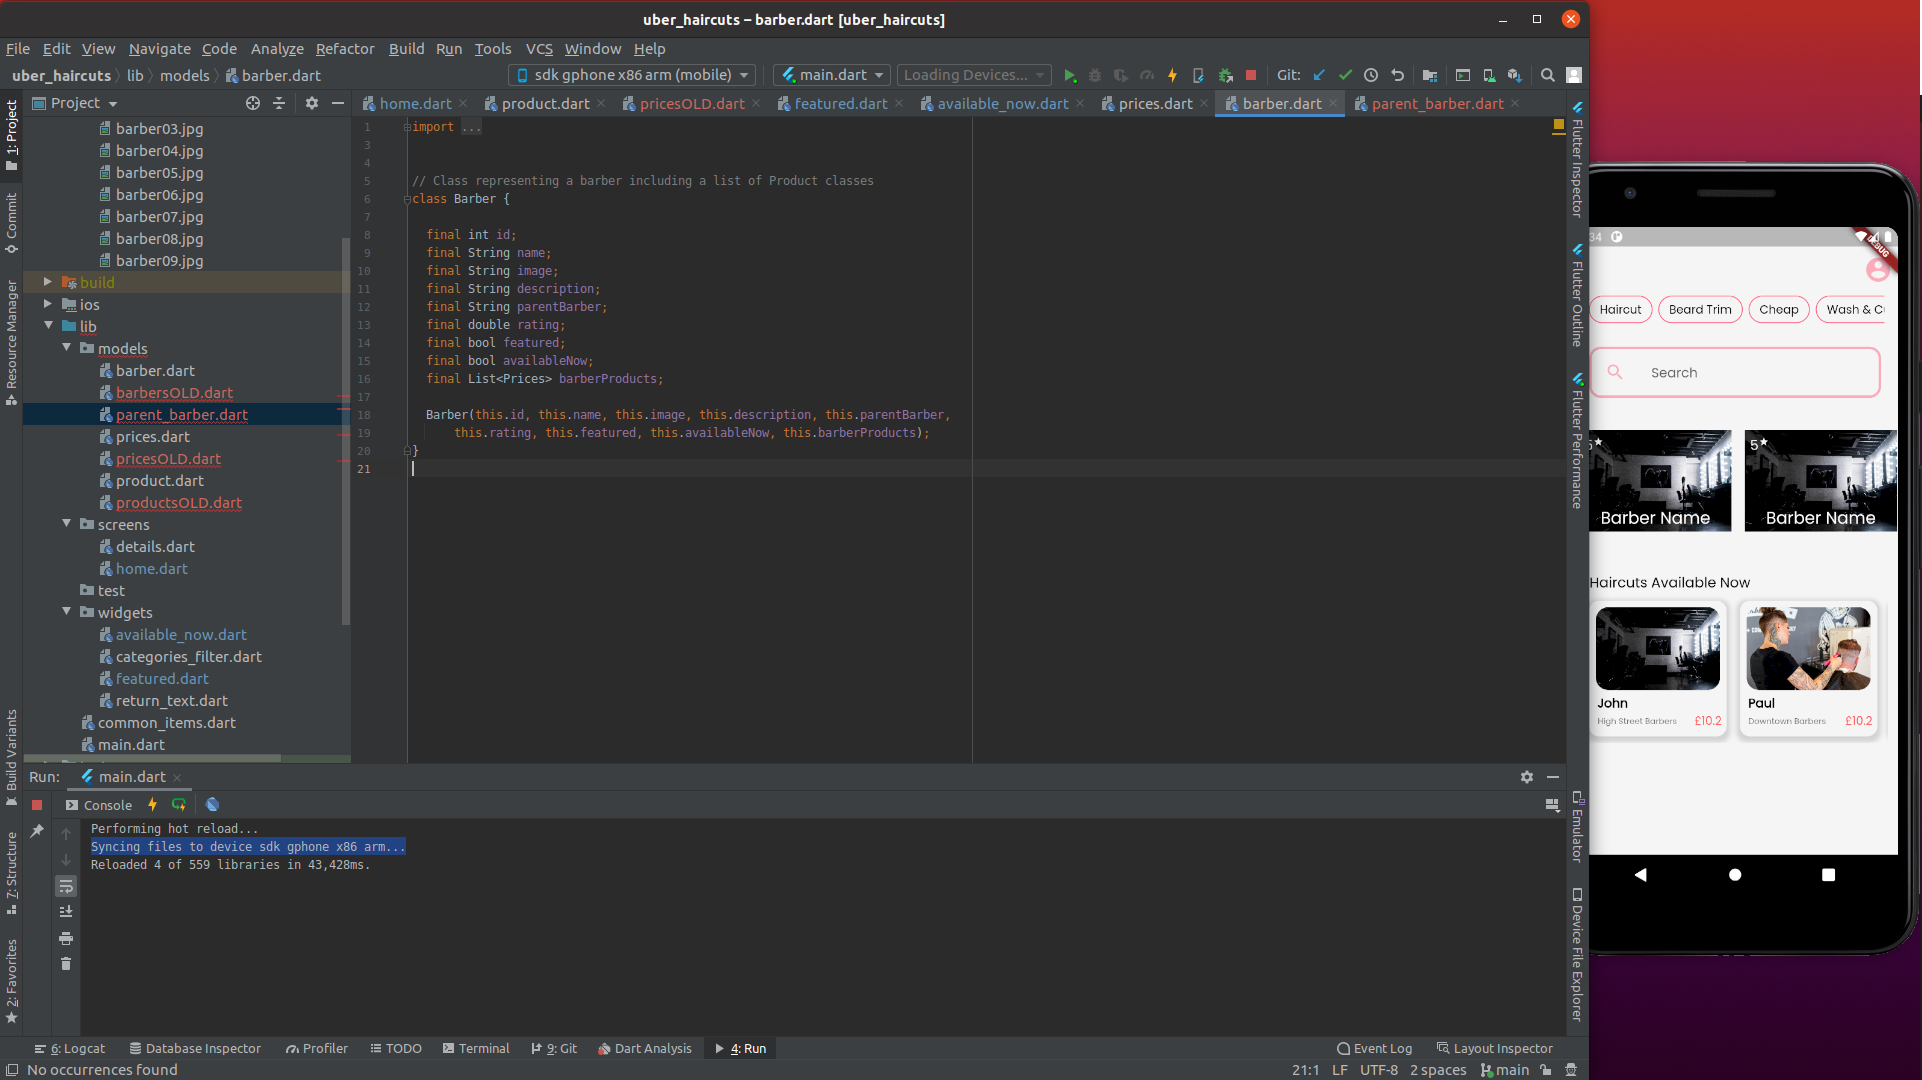 uber_haircuts – barber.dart [uber_haircuts]
File Edit View Navigate Code Analyze Refactor Build Run Tools VCS Window Help
uber_haircuts lib models barber.dart
sdk gphone x86 arm (mobile) main.dart Loading Devices... Git:
Project
home.dart product.dart pricesOLD.dart featured.dart available_now.dart prices.dart barber.dart parent_barber.dart
1: Project
Commit
Resource Manager
Build Variants
7: Structure
2: Favorites
barber03.jpg
barber04.jpg
barber05.jpg
barber06.jpg
barber07.jpg
barber08.jpg
barber09.jpg
build
ios
lib
models
barber.dart
barbersOLD.dart
parent_barber.dart
prices.dart
pricesOLD.dart
product.dart
productsOLD.dart
screens
details.dart
home.dart
test
widgets
available_now.dart
categories_filter.dart
featured.dart
return_text.dart
common_items.dart
main.dart
1 import ...
3
4
5 // Class representing a barber including a list of Product classes
6 class Barber {
7
8 final int id;
9 final String name;
10 final String image;
11 final String description;
12 final String parentBarber;
13 final double rating;
14 final bool featured;
15 final bool availableNow;
16 final List<Prices> barberProducts;
17
18 Barber(this.id, this.name, this.image, this.description, this.parentBarber,
19 this.rating, this.featured, this.availableNow, this.barberProducts);
20 }
21
Flutter Inspector
Flutter Outline
Flutter Performance
Emulator
Device File Explorer
34
DEBUG
Haircut Beard Trim Cheap Wash & C
Search
5★ 5★
Barber Name Barber Name
Haircuts Available Now
John Paul
High Street Barbers £10.2 Downtown Barbers £10.2
Run: main.dart
Console
Performing hot reload...
Syncing files to device sdk gphone x86 arm...
Reloaded 4 of 559 libraries in 43,428ms.
6: Logcat Database Inspector Profiler TODO Terminal 9: Git Dart Analysis 4: Run Event Log Layout Inspector
No occurrences found 21:1 LF UTF-8 2 spaces main